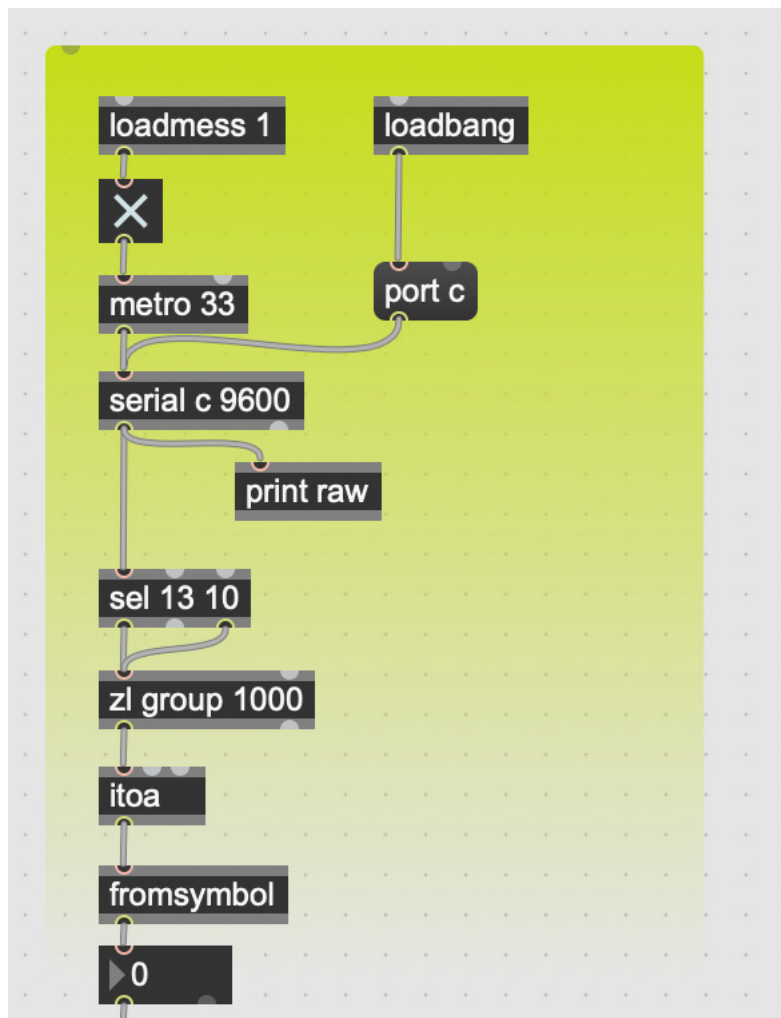 loadmess 1
loadbang
metro 33
port c
serial c 9600
print raw
sel 13 10
zl group 1000
itoa
fromsymbol
0